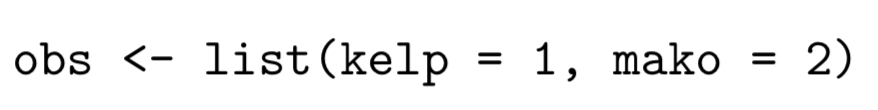 obs <- list(kelp = 1, mako = 2)